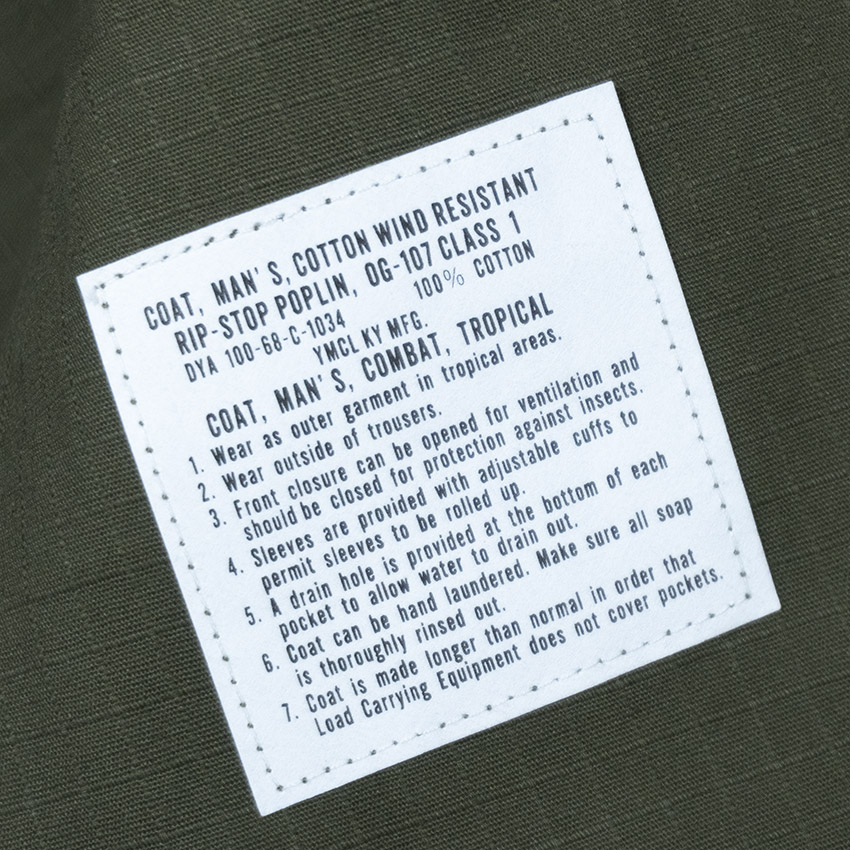 COAT, MAN' S, COTTON WIND RESISTANT
RIP-STOP POPLIN, OG-107 CLASS 1
DYA 100-68-C-1034 100% COTTON
YMCL KY MFG.
COAT, MAN' S, COMBAT, TROPICAL
1. Wear as outer garment in tropical areas.
2. Wear outside of trousers.
3. Front closure can be opened for ventilation and
should be closed for protection against insects.
4. Sleeves are provided with adjustable cuffs to
permit sleeves to be rolled up.
5. A drain hole is provided at the bottom of each
pocket to allow water to drain out.
6. Coat can be hand laundered. Make sure all soap
is thoroughly rinsed out.
7. Coat is made longer than normal in order that
Load Carrying Equipment does not cover pockets.